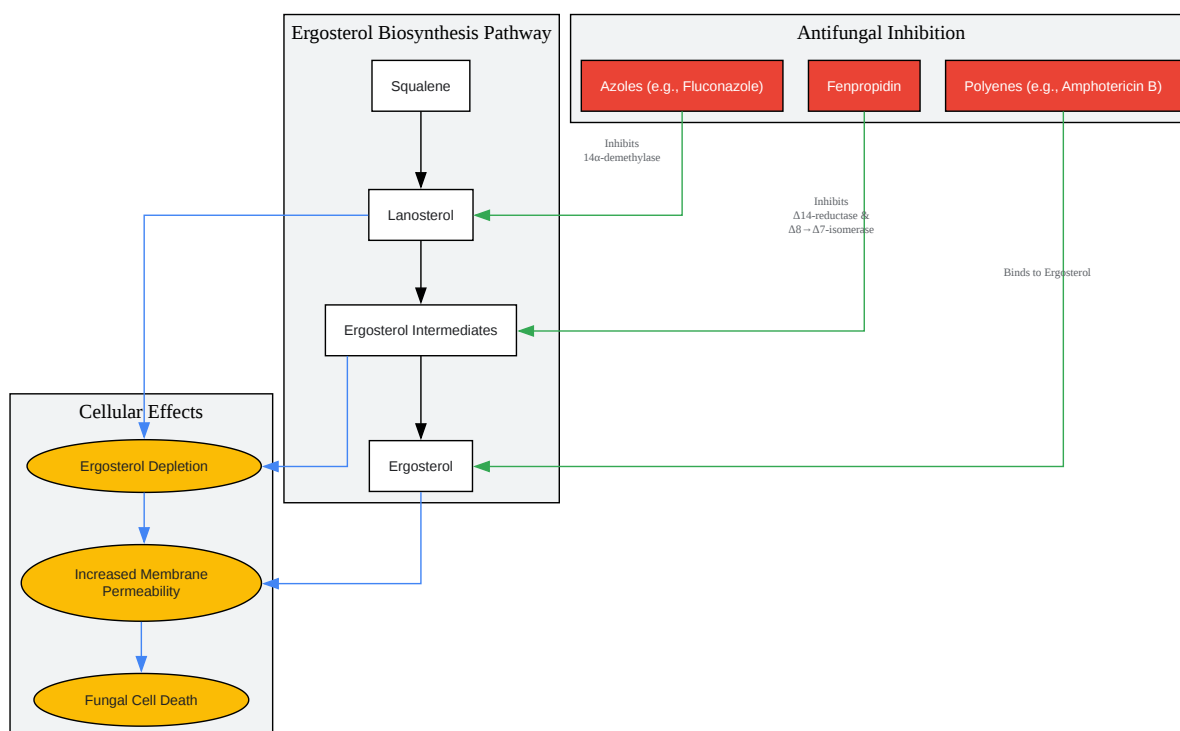 Ergosterol Biosynthesis Pathway
Squalene
Lanosterol
Ergosterol Intermediates
Ergosterol
Antifungal Inhibition
Azoles (e.g., Fluconazole)
Fenpropidin
Polyenes (e.g., Amphotericin B)
Inhibits
14α-demethylase
Inhibits
Δ14-reductase &
Δ8→Δ7-isomerase
Binds to Ergosterol
Cellular Effects
Ergosterol Depletion
Increased Membrane
Permeability
Fungal Cell Death